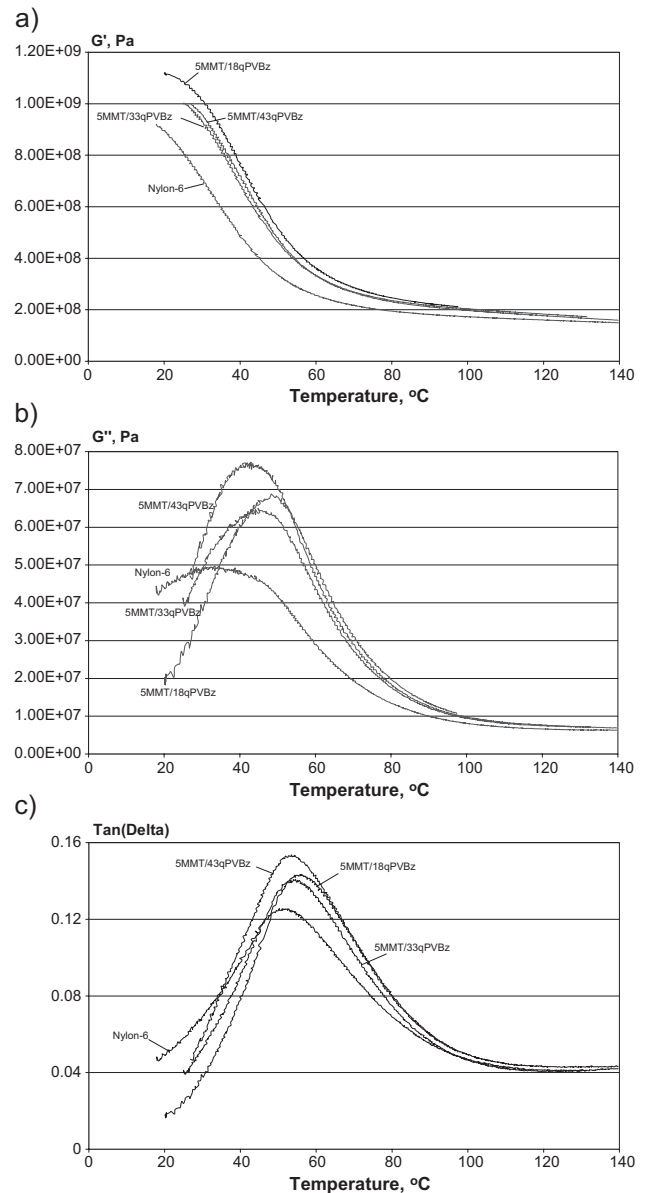 a)
G', Pa
1.20E+09
5MMT/18qPVBz
1.00E+09
5MMT/33qPVBz
5MMT/43qPVBz
8.00E+08
Nylon-6
6.00E+08
4.00E+08
2.00E+08
0.00E+00
0 20 40 60 80 100 120 140
Temperature, ºC
b)
G", Pa
8.00E+07
7.00E+07
5MMT/43qPVBz
6.00E+07
Nylon-6
5.00E+07
4.00E+07
5MMT/33qPVBz
3.00E+07
2.00E+07
5MMT/18qPVBz
1.00E+07
0.00E+00
0 20 40 60 80 100 120 140
Temperature, ºC
c)
Tan(Delta)
0.16
5MMT/43qPVBz
5MMT/18qPVBz
0.12
5MMT/33qPVBz
0.08
Nylon-6
0.04
0
0 20 40 60 80 100 120 140
Temperature, ºC